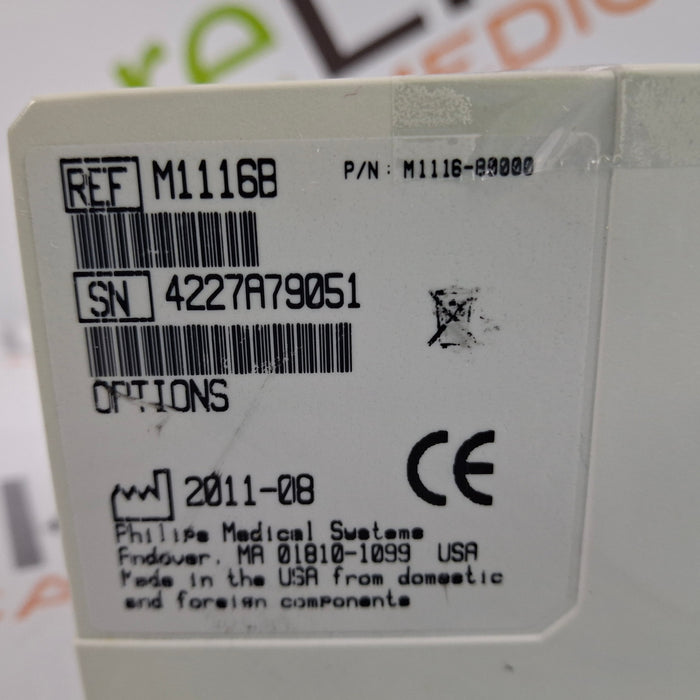 REF M1116B P/N: M1116-80000
SN 4227A79051
OPTIONS
2011-08
CE
Philips Medical Systems
Andover, MA 01810-1099 USA
Made in the USA from domestic
and foreign components